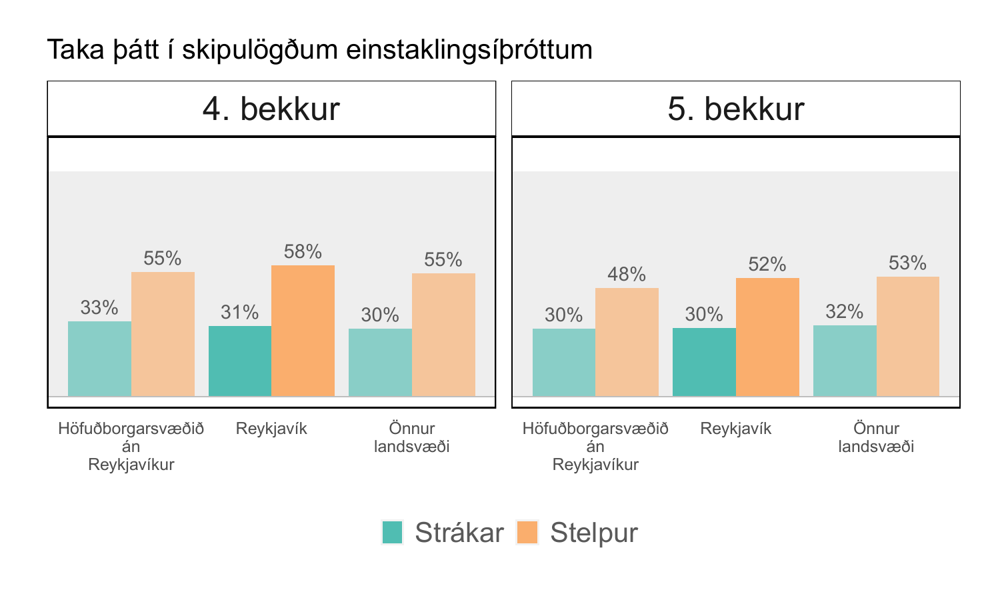 Taka þátt í skipulögðum einstaklingsíþróttum
4. bekkur
55%
58%
55%
33%
31%
30%
Höfuðborgarsvæðið
án
Reykjavíkur
Reykjavík
Önnur
landsvæði
5. bekkur
48%
52%
53%
30%
30%
32%
Höfuðborgarsvæðið
án
Reykjavíkur
Reykjavík
Önnur
landsvæði
Strákar
Stelpur